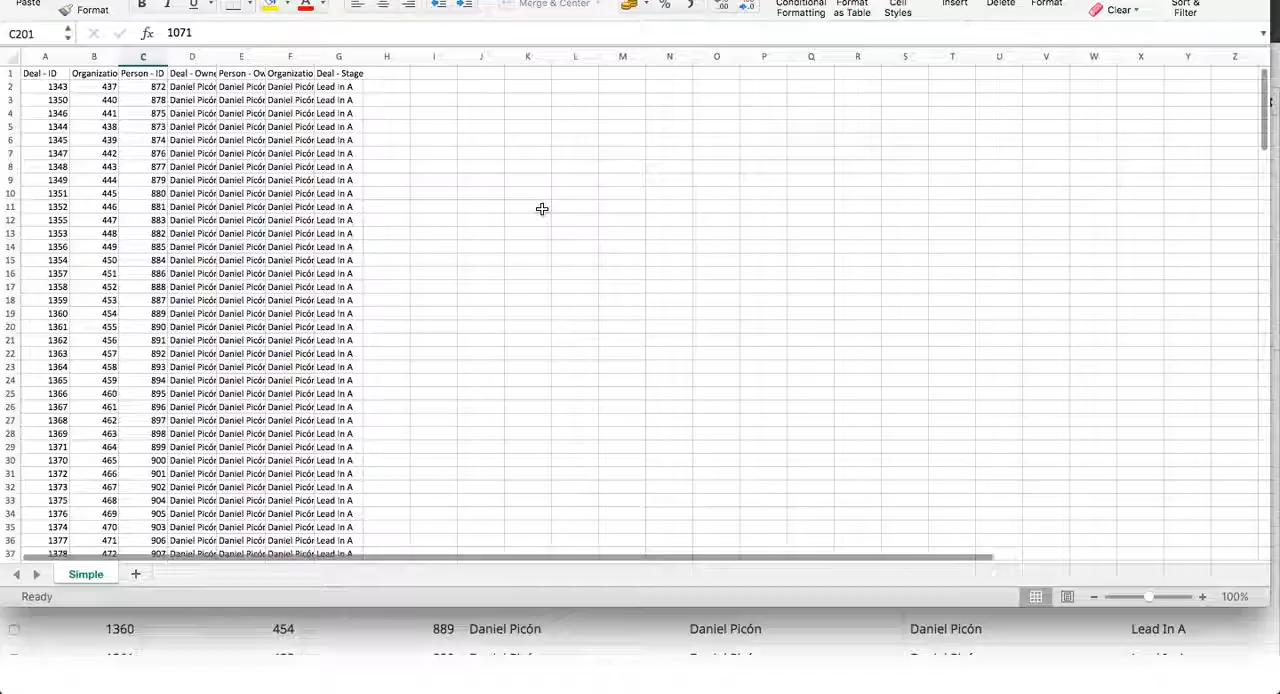 Paste Format B I U Merge & Center % Conditional Formatting Format as Table Cell Styles Insert Delete Format Clear Sort & Filter
C201 fx 1071
A B C D E F G H I J K L M N O P Q R S T U V W X Y Z
1 Deal - ID Organizatio Person - ID Deal - Owne Person - Ow Organizatio Deal - Stage
2 1343 437 872 Daniel Picón Daniel Picón Daniel Picón Lead In A
3 1350 440 878 Daniel Picón Daniel Picón Daniel Picón Lead In A
4 1346 441 875 Daniel Picón Daniel Picón Daniel Picón Lead In A
5 1344 438 873 Daniel Picón Daniel Picón Daniel Picón Lead In A
6 1345 439 874 Daniel Picón Daniel Picón Daniel Picón Lead In A
7 1347 442 876 Daniel Picón Daniel Picón Daniel Picón Lead In A
8 1348 443 877 Daniel Picón Daniel Picón Daniel Picón Lead In A
9 1349 444 879 Daniel Picón Daniel Picón Daniel Picón Lead In A
10 1351 445 880 Daniel Picón Daniel Picón Daniel Picón Lead In A
11 1352 446 881 Daniel Picón Daniel Picón Daniel Picón Lead In A
12 1355 447 883 Daniel Picón Daniel Picón Daniel Picón Lead In A
13 1353 448 882 Daniel Picón Daniel Picón Daniel Picón Lead In A
14 1356 449 885 Daniel Picón Daniel Picón Daniel Picón Lead In A
15 1354 450 884 Daniel Picón Daniel Picón Daniel Picón Lead In A
16 1357 451 886 Daniel Picón Daniel Picón Daniel Picón Lead In A
17 1358 452 888 Daniel Picón Daniel Picón Daniel Picón Lead In A
18 1359 453 887 Daniel Picón Daniel Picón Daniel Picón Lead In A
19 1360 454 889 Daniel Picón Daniel Picón Daniel Picón Lead In A
20 1361 455 890 Daniel Picón Daniel Picón Daniel Picón Lead In A
21 1362 456 891 Daniel Picón Daniel Picón Daniel Picón Lead In A
22 1363 457 892 Daniel Picón Daniel Picón Daniel Picón Lead In A
23 1364 458 893 Daniel Picón Daniel Picón Daniel Picón Lead In A
24 1365 459 894 Daniel Picón Daniel Picón Daniel Picón Lead In A
25 1366 460 895 Daniel Picón Daniel Picón Daniel Picón Lead In A
26 1367 461 896 Daniel Picón Daniel Picón Daniel Picón Lead In A
27 1368 462 897 Daniel Picón Daniel Picón Daniel Picón Lead In A
28 1369 463 898 Daniel Picón Daniel Picón Daniel Picón Lead In A
29 1371 464 899 Daniel Picón Daniel Picón Daniel Picón Lead In A
30 1370 465 900 Daniel Picón Daniel Picón Daniel Picón Lead In A
31 1372 466 901 Daniel Picón Daniel Picón Daniel Picón Lead In A
32 1373 467 902 Daniel Picón Daniel Picón Daniel Picón Lead In A
33 1375 468 904 Daniel Picón Daniel Picón Daniel Picón Lead In A
34 1376 469 905 Daniel Picón Daniel Picón Daniel Picón Lead In A
35 1374 470 903 Daniel Picón Daniel Picón Daniel Picón Lead In A
36 1377 471 906 Daniel Picón Daniel Picón Daniel Picón Lead In A
37 1378 472 907 Daniel Picón Daniel Picón Daniel Picón Lead In A
Simple
Ready 100%
1360 454 889 Daniel Picón Daniel Picón Daniel Picón Lead In A